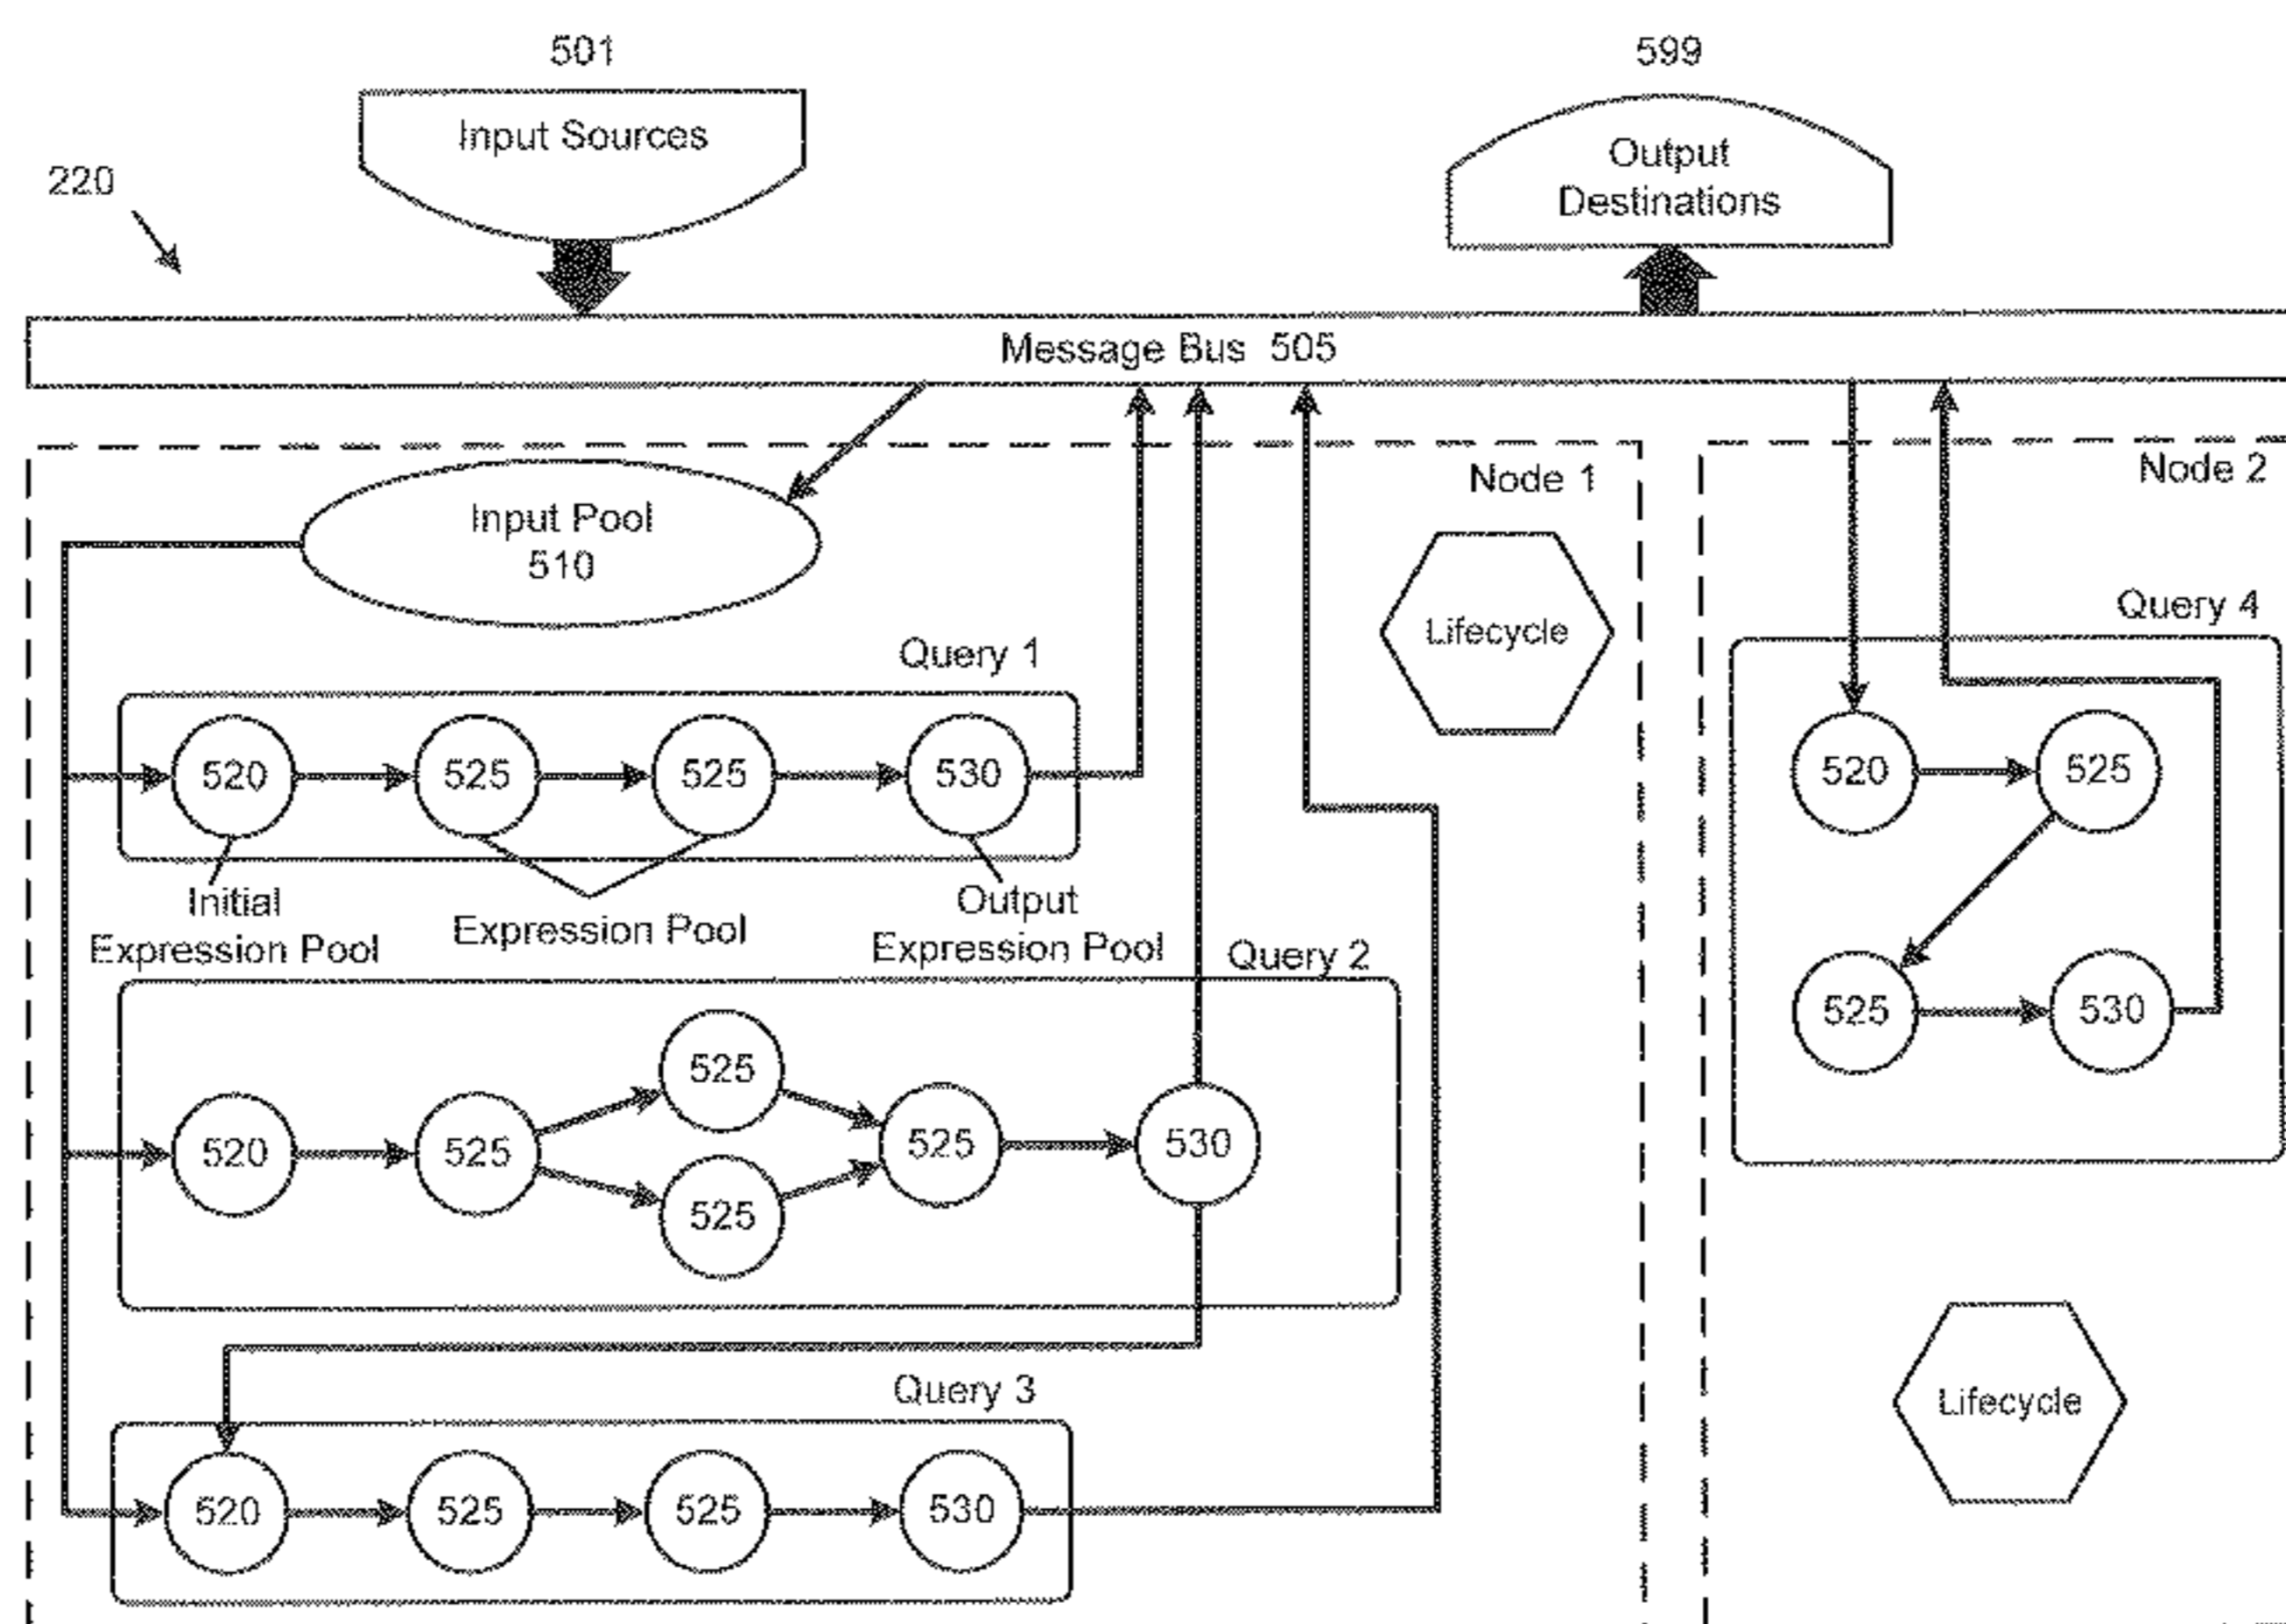 501
599
Input Sources
Output
Destinations
220
Message Bus 505
Node 1
Node 2
Input Pool
510
Lifecycle
Query 4
Query 1
520
525
525
530
520
525
Initial
Expression Pool
Expression Pool
Output
Expression Pool
Query 2
525
530
525
520
525
525
530
525
Lifecycle
Query 3
520
525
525
530